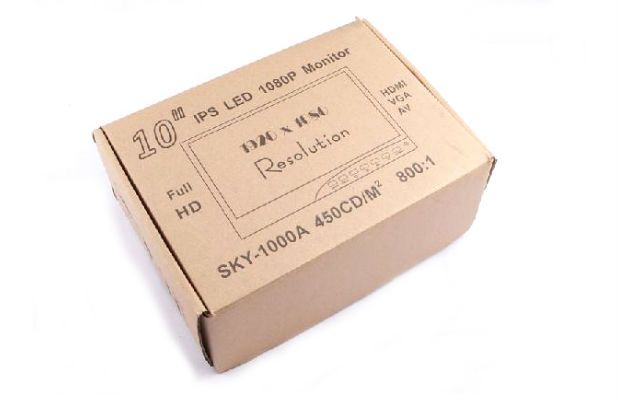 10" IPS LED 1080P Monitor
HDMI
VGA
AV
1920 x 1080
Resolution
Full
HD
SKY-1000A 450CD/M² 800:1